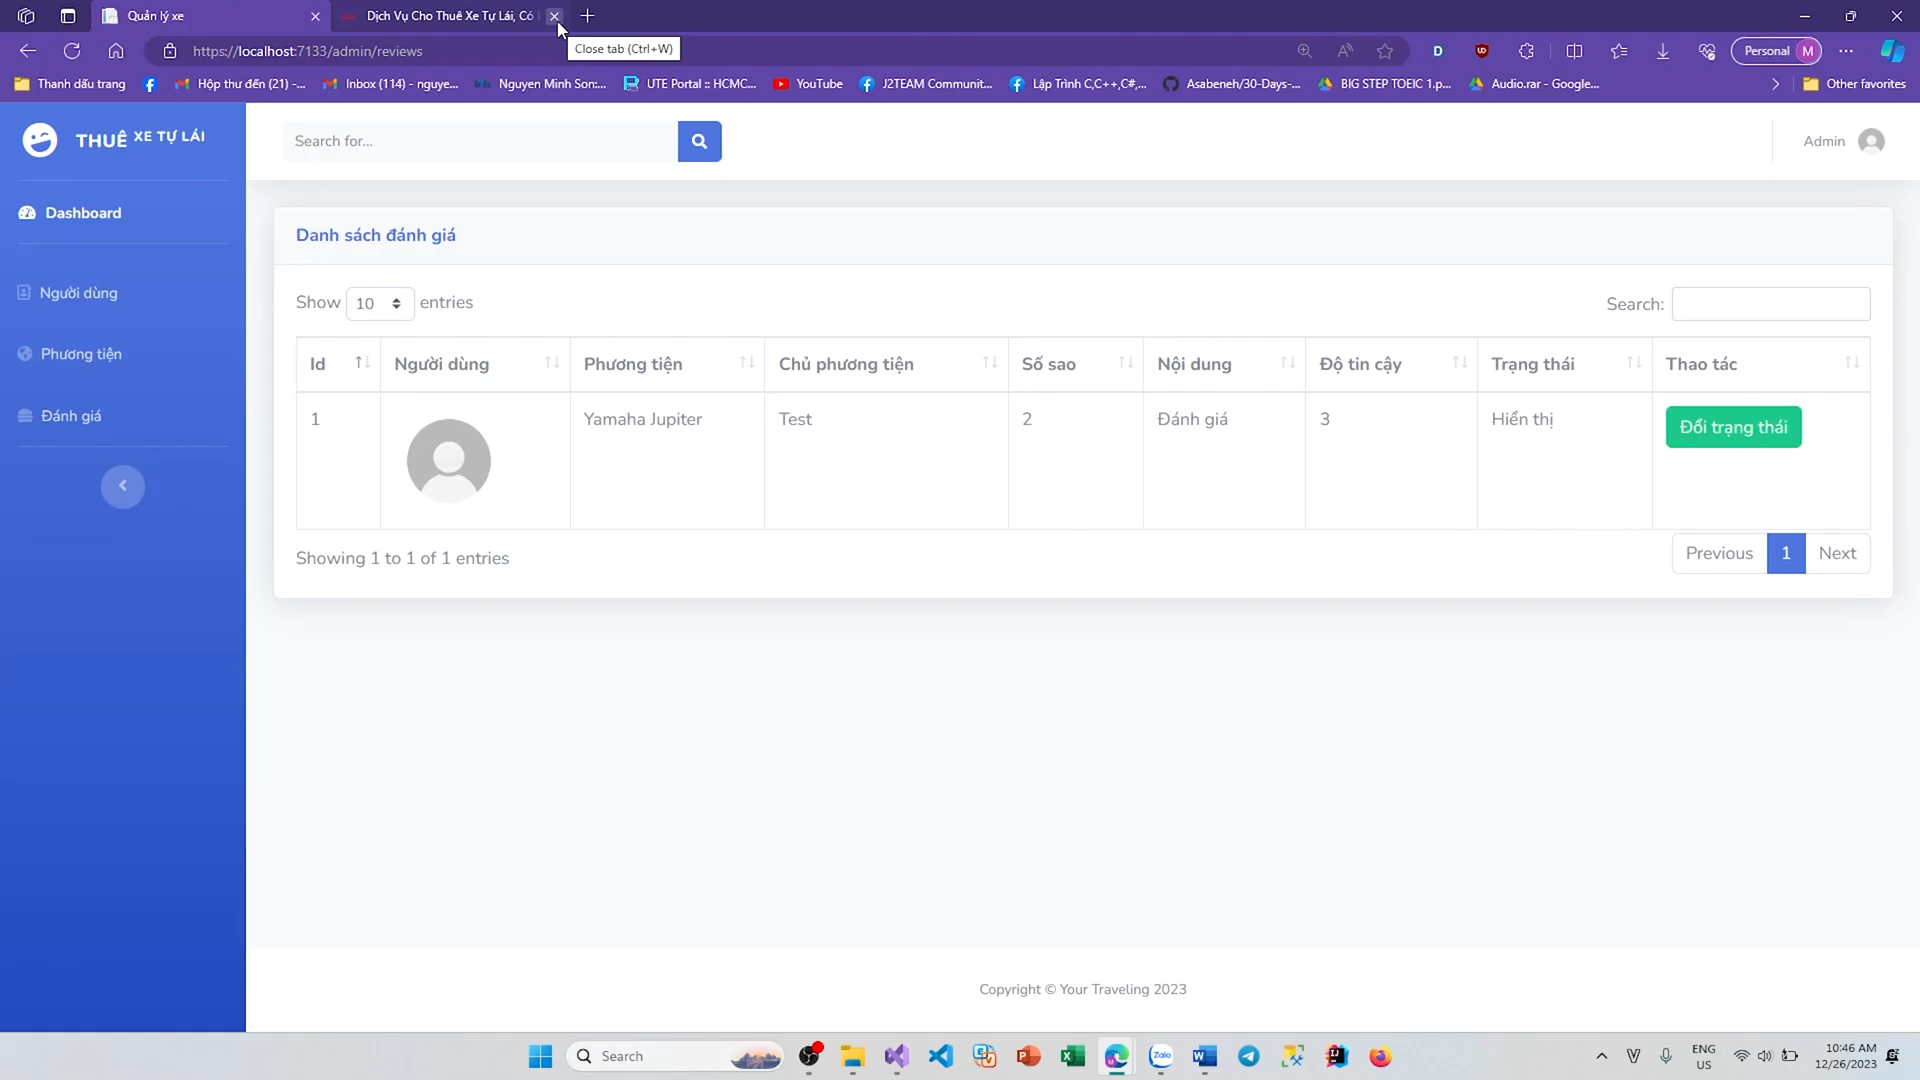 Quản lý xe
Dịch Vụ Cho Thuê Xe Tự Lái, Có
Close tab (Ctrl+W)
https://localhost:7133/admin/reviews
Personal M
Thanh dấu trang
Hộp thư đến (21) -...
Inbox (114) - nguye...
Nguyen Minh Son:...
UTE Portal :: HCMC...
YouTube
J2TEAM Communit...
Lập Trình C,C++,C#,...
Asabeneh/30-Days-...
BIG STEP TOEIC 1.p...
Audio.rar - Google...
Other favorites
THUÊ XE TỰ LÁI
Search for...
Admin
Dashboard
Người dùng
Phương tiện
Đánh giá
Danh sách đánh giá
Show 10 entries
Search:
Id Người dùng Phương tiện Chủ phương tiện Số sao Nội dung Độ tin cậy Trạng thái Thao tác
1 Yamaha Jupiter Test 2 Đánh giá 3 Hiển thị Đổi trạng thái
Showing 1 to 1 of 1 entries
Previous 1 Next
Copyright © Your Traveling 2023
Search
ENG
US
10:46 AM
12/26/2023